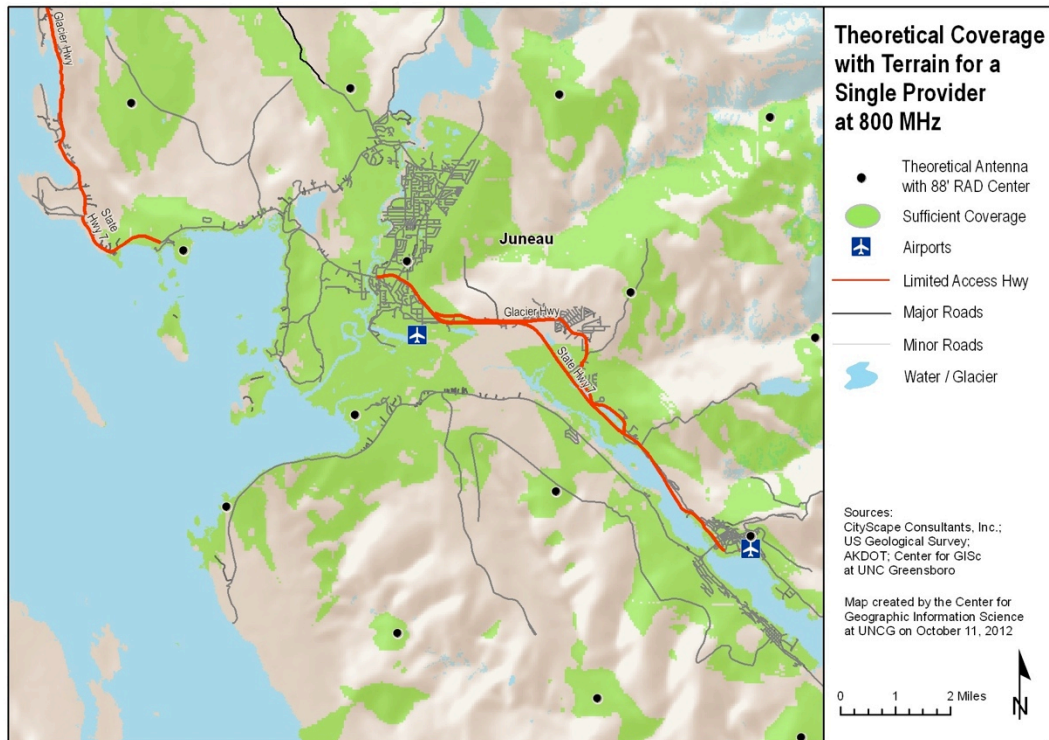 Theoretical Coverage
with Terrain for a
Single Provider
at 800 MHz
Theoretical Antenna
with 88' RAD Center
Sufficient Coverage
Airports
Limited Access Hwy
Major Roads
Minor Roads
Water / Glacier
Sources:
CityScape Consultants, Inc.;
US Geological Survey;
AKDOT; Center for GISc
at UNC Greensboro
Map created by the Center for
Geographic Information Science
at UNCG on October 11, 2012
0 1 2 Miles
N
Glacier Hwy
State
Hwy 7
Juneau
Glacier Hwy
State Hwy 7